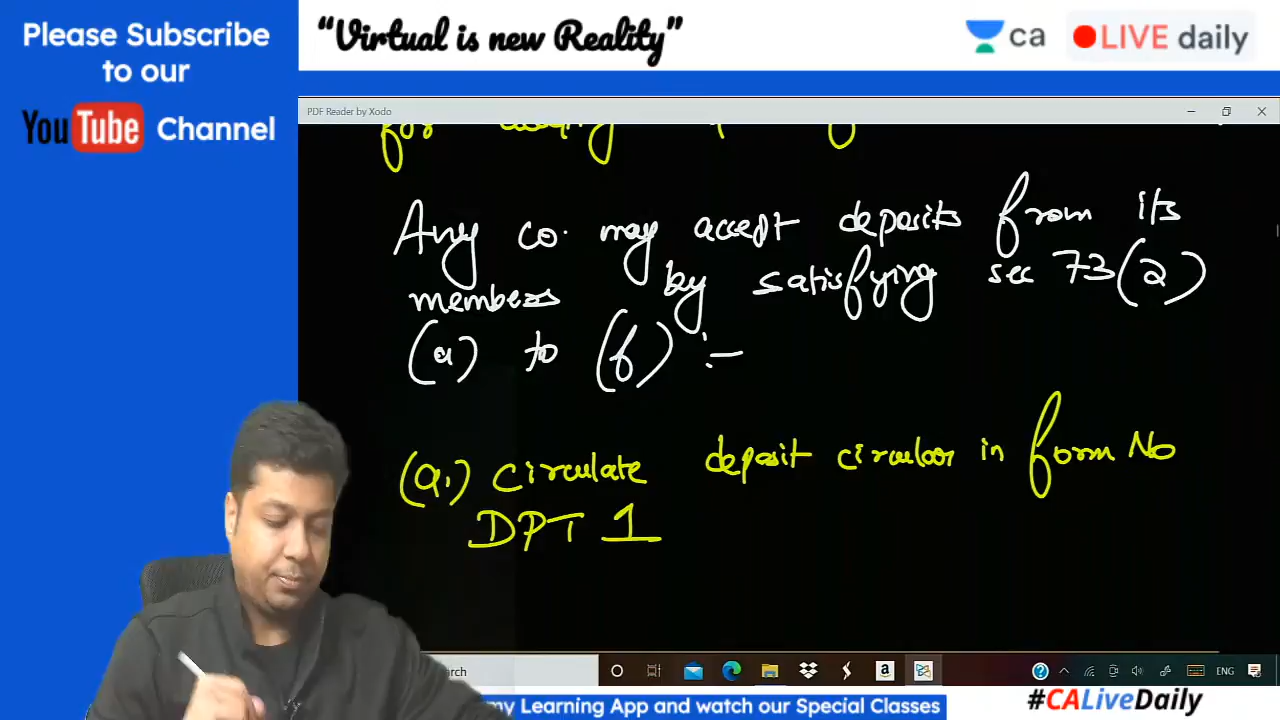 Please Subscribe
to our
YouTube Channel
“Virtual is new Reality”
ca
LIVE daily
PDF Reader by Xodo
for
Any co. may accept deposits from its
members by satisfying sec 73(2)
(a) to (f) :-
(a.) circulate deposit circular in form No
DPT 1
rch
a
ENG
my Learning App and watch our Special Classes
#CALiveDaily